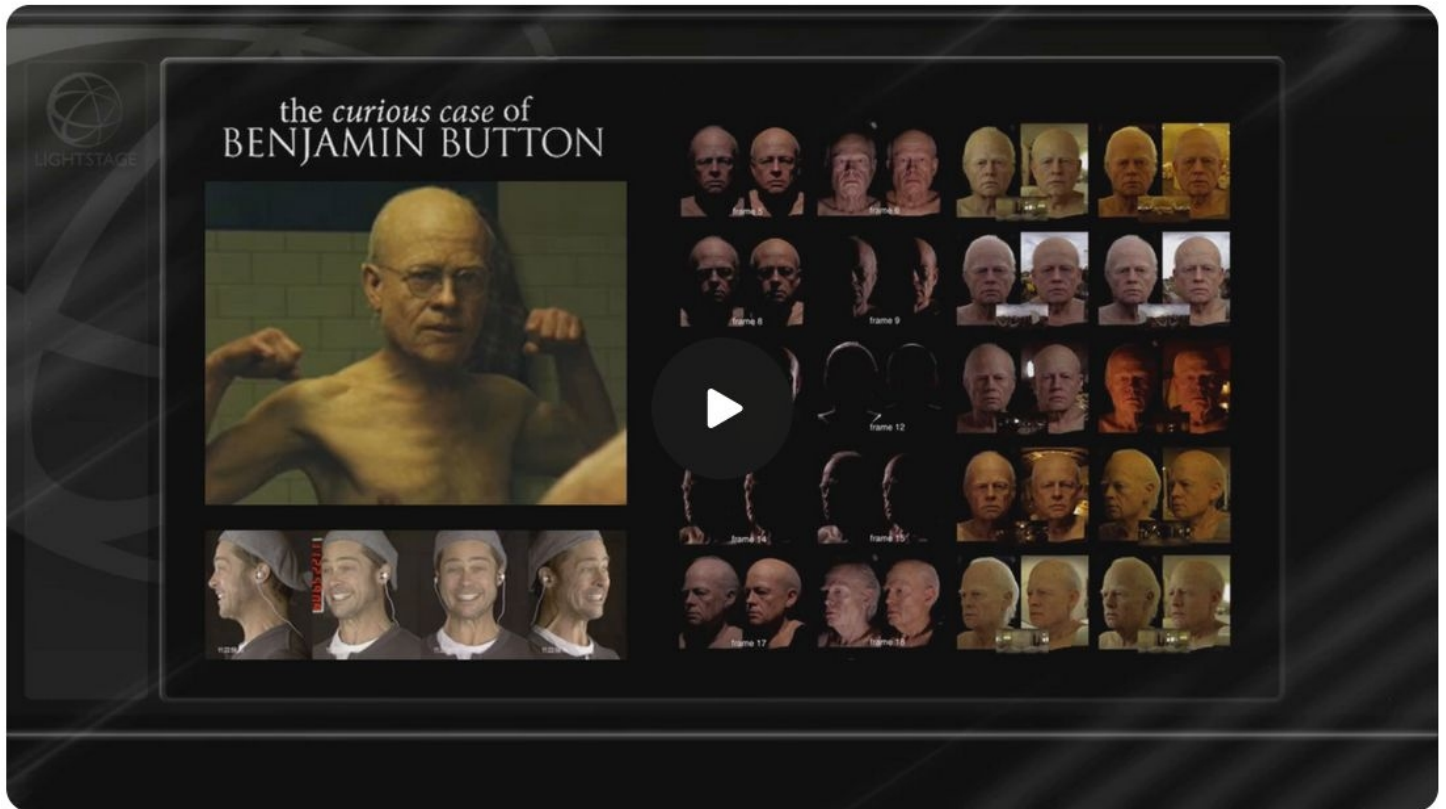 LIGHTSTAGE
the curious case of
BENJAMIN BUTTON
frame 5
frame 6
frame 8
frame 9
frame 12
frame 14
frame 15
frame 17
frame 18